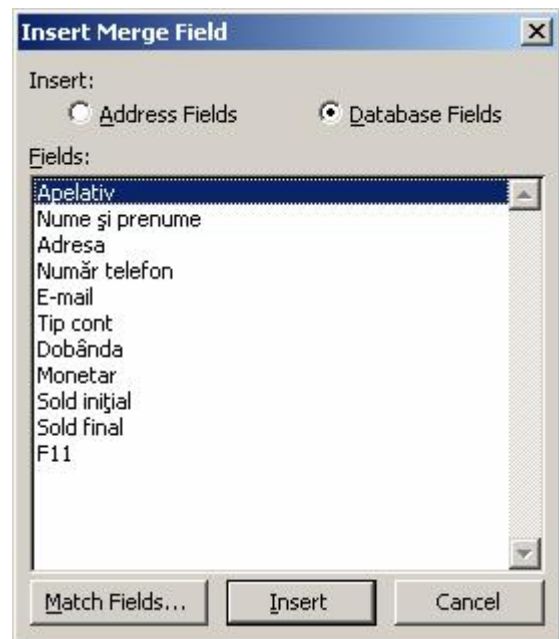 Insert Merge Field
Insert:
Address Fields Database Fields
Fields:
Apelativ
Nume şi prenume
Adresa
Număr telefon
E-mail
Tip cont
Dobânda
Monetar
Sold iniţial
Sold final
F11
Match Fields... Insert Cancel